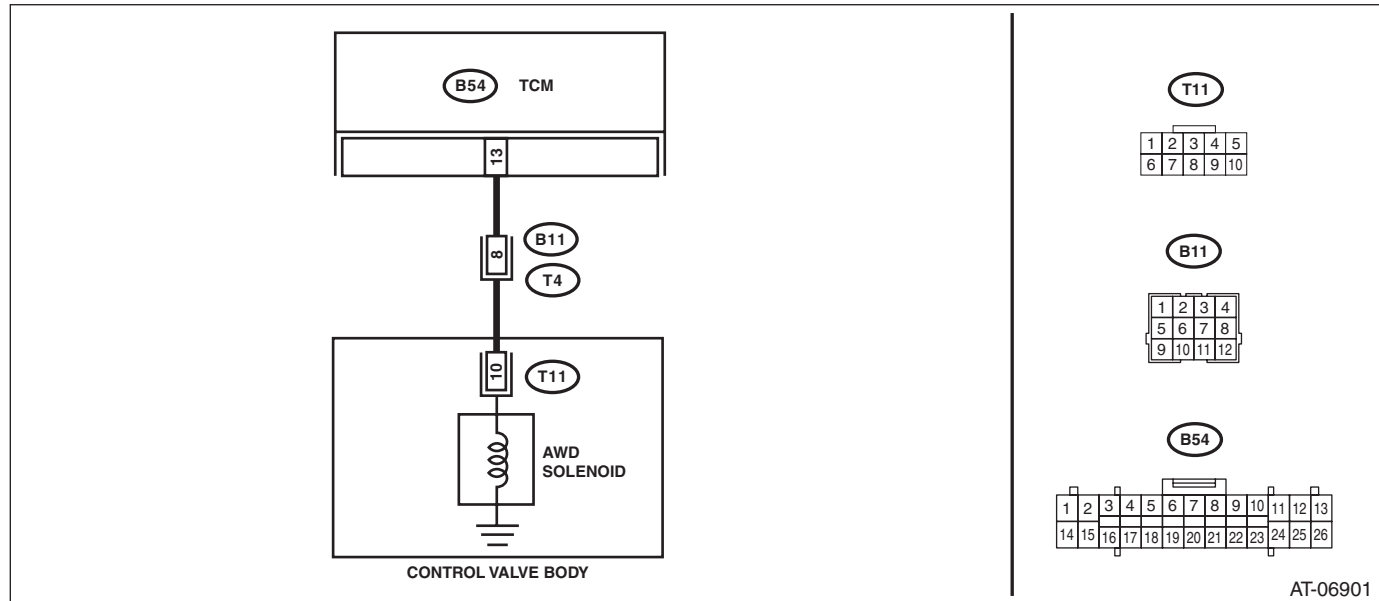 B54 TCM
13
8
B11
T4
10
T11
AWD
SOLENOID
CONTROL VALVE BODY
T11
1 2 3 4 5
6 7 8 9 10
B11
1 2 3 4
5 6 7 8
9 10 11 12
B54
1 2 3 4 5 6 7 8 9 10 11 12 13
14 15 16 17 18 19 20 21 22 23 24 25 26
AT-06901